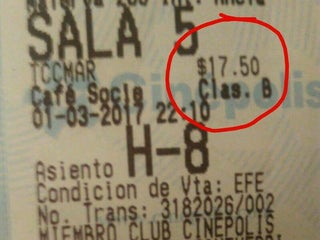 SALA 5
TCCMAR $17.50
Café Socie Clas. B
01-03-2017 22:10
Asiento H-8
Condicion de Vta: EFE
No. Trans: 3182026/002
MIEMBRO CLUB CINEPOLIS
Cinépolis